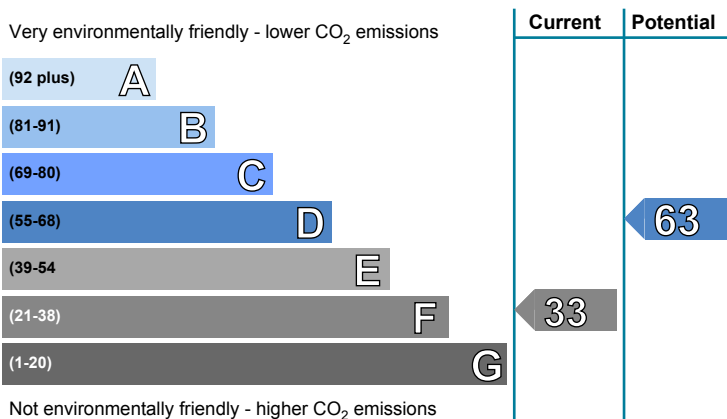 Very environmentally friendly - lower CO2 emissions
Current
Potential
(92 plus) A
(81-91) B
(69-80) C
(55-68) D
63
(39-54 E
(21-38) F
33
(1-20) G
Not environmentally friendly - higher CO2 emissions